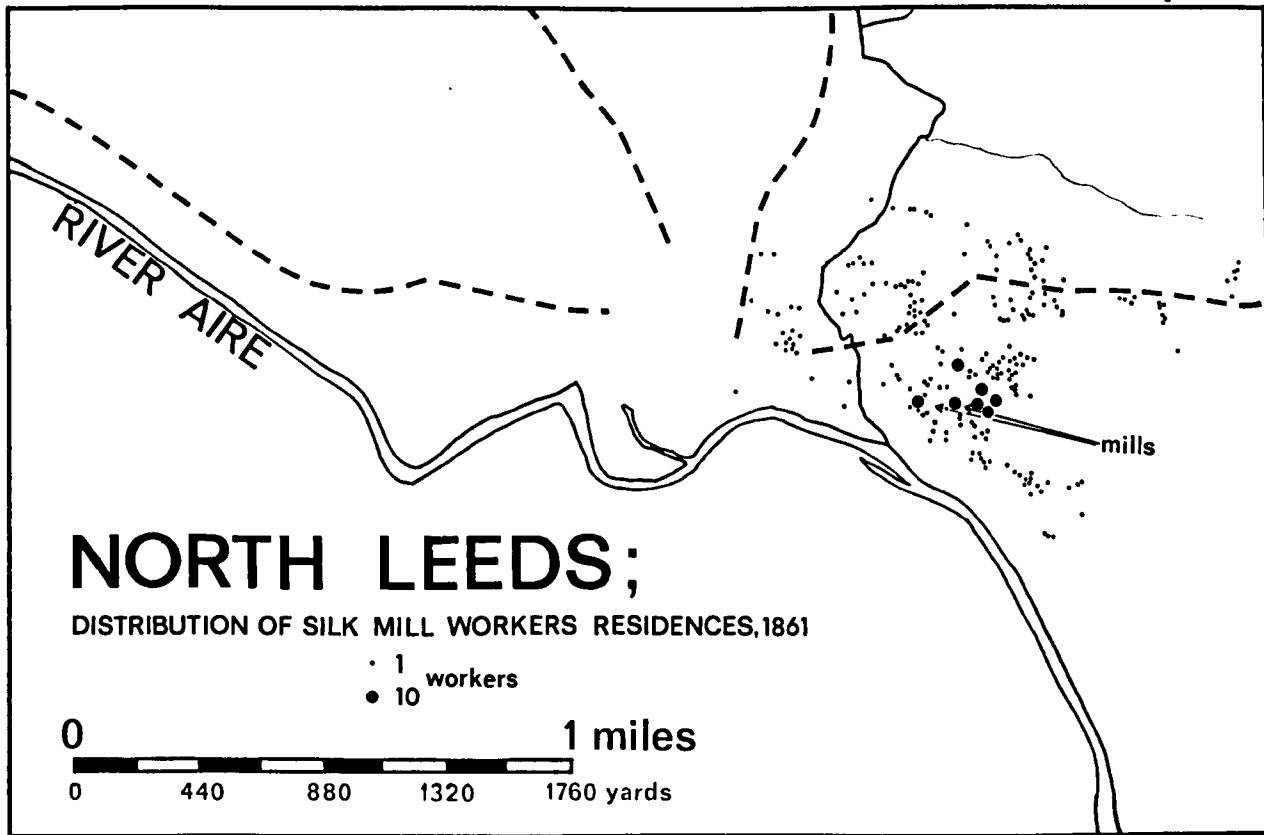 RIVER AIRE
mills
NORTH LEEDS;
DISTRIBUTION OF SILK MILL WORKERS RESIDENCES, 1861
· 1
workers
● 10
0 1 miles
0 440 880 1320 1760 yards